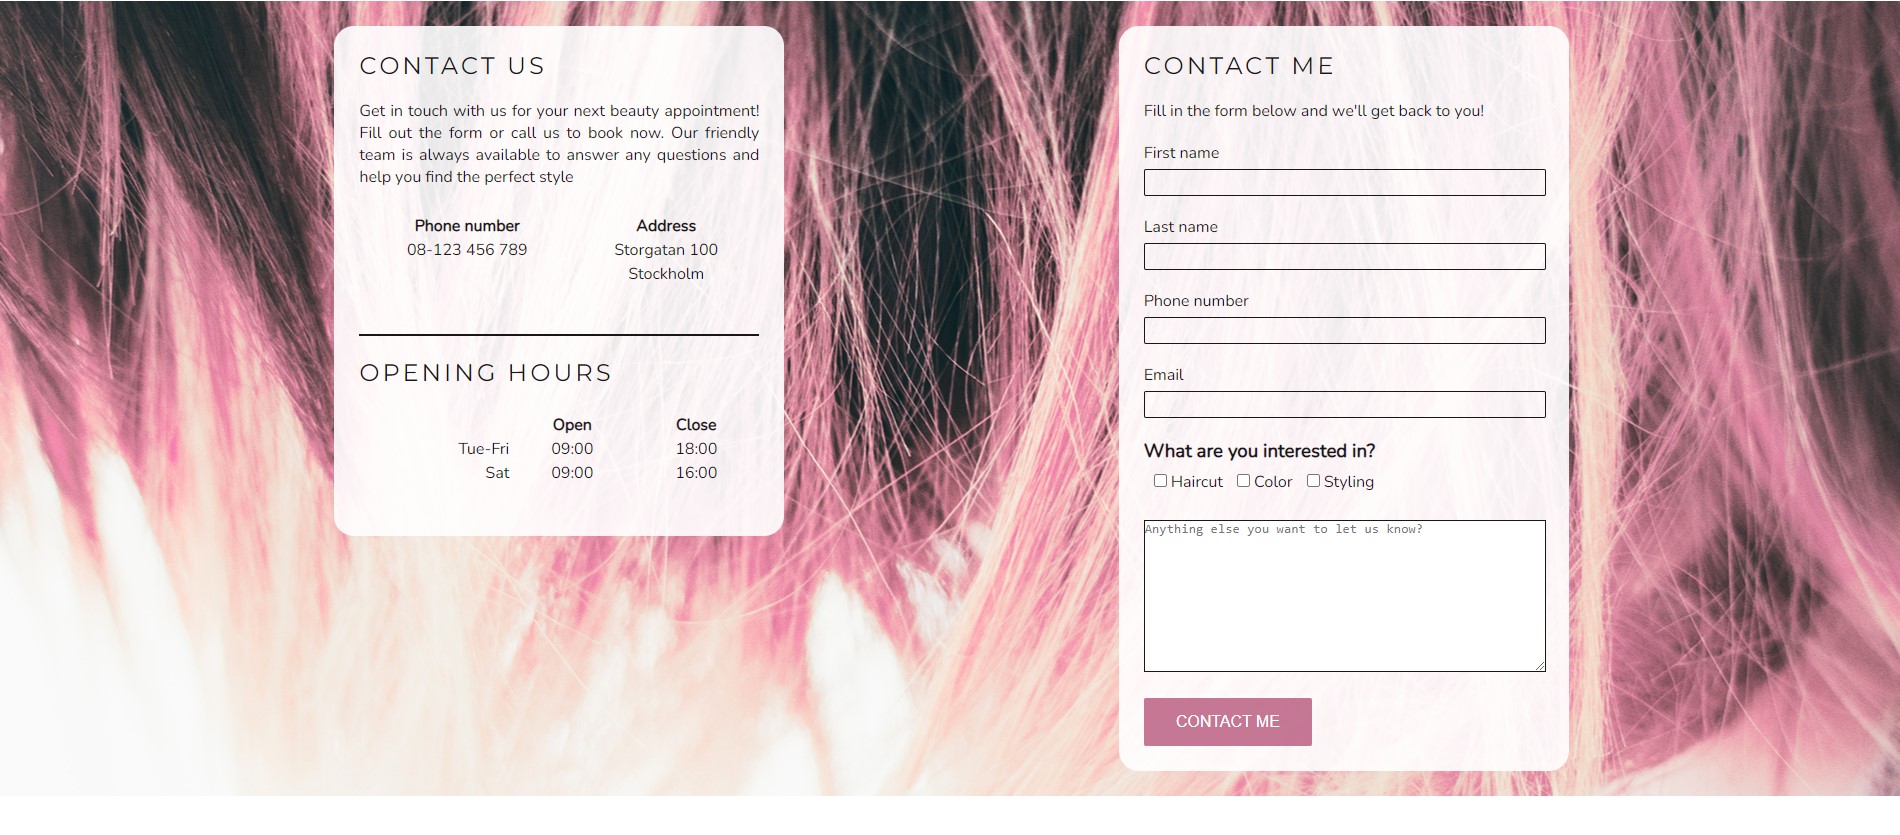 CONTACT US
Get in touch with us for your next beauty appointment!
Fill out the form or call us to book now. Our friendly
team is always available to answer any questions and
help you find the perfect style
Phone number
08-123 456 789
Address
Storgatan 100
Stockholm
OPENING HOURS
Open Close
Tue-Fri 09:00 18:00
Sat 09:00 16:00
CONTACT ME
Fill in the form below and we'll get back to you!
First name
Last name
Phone number
Email
What are you interested in?
Haircut Color Styling
Anything else you want to let us know?
CONTACT ME